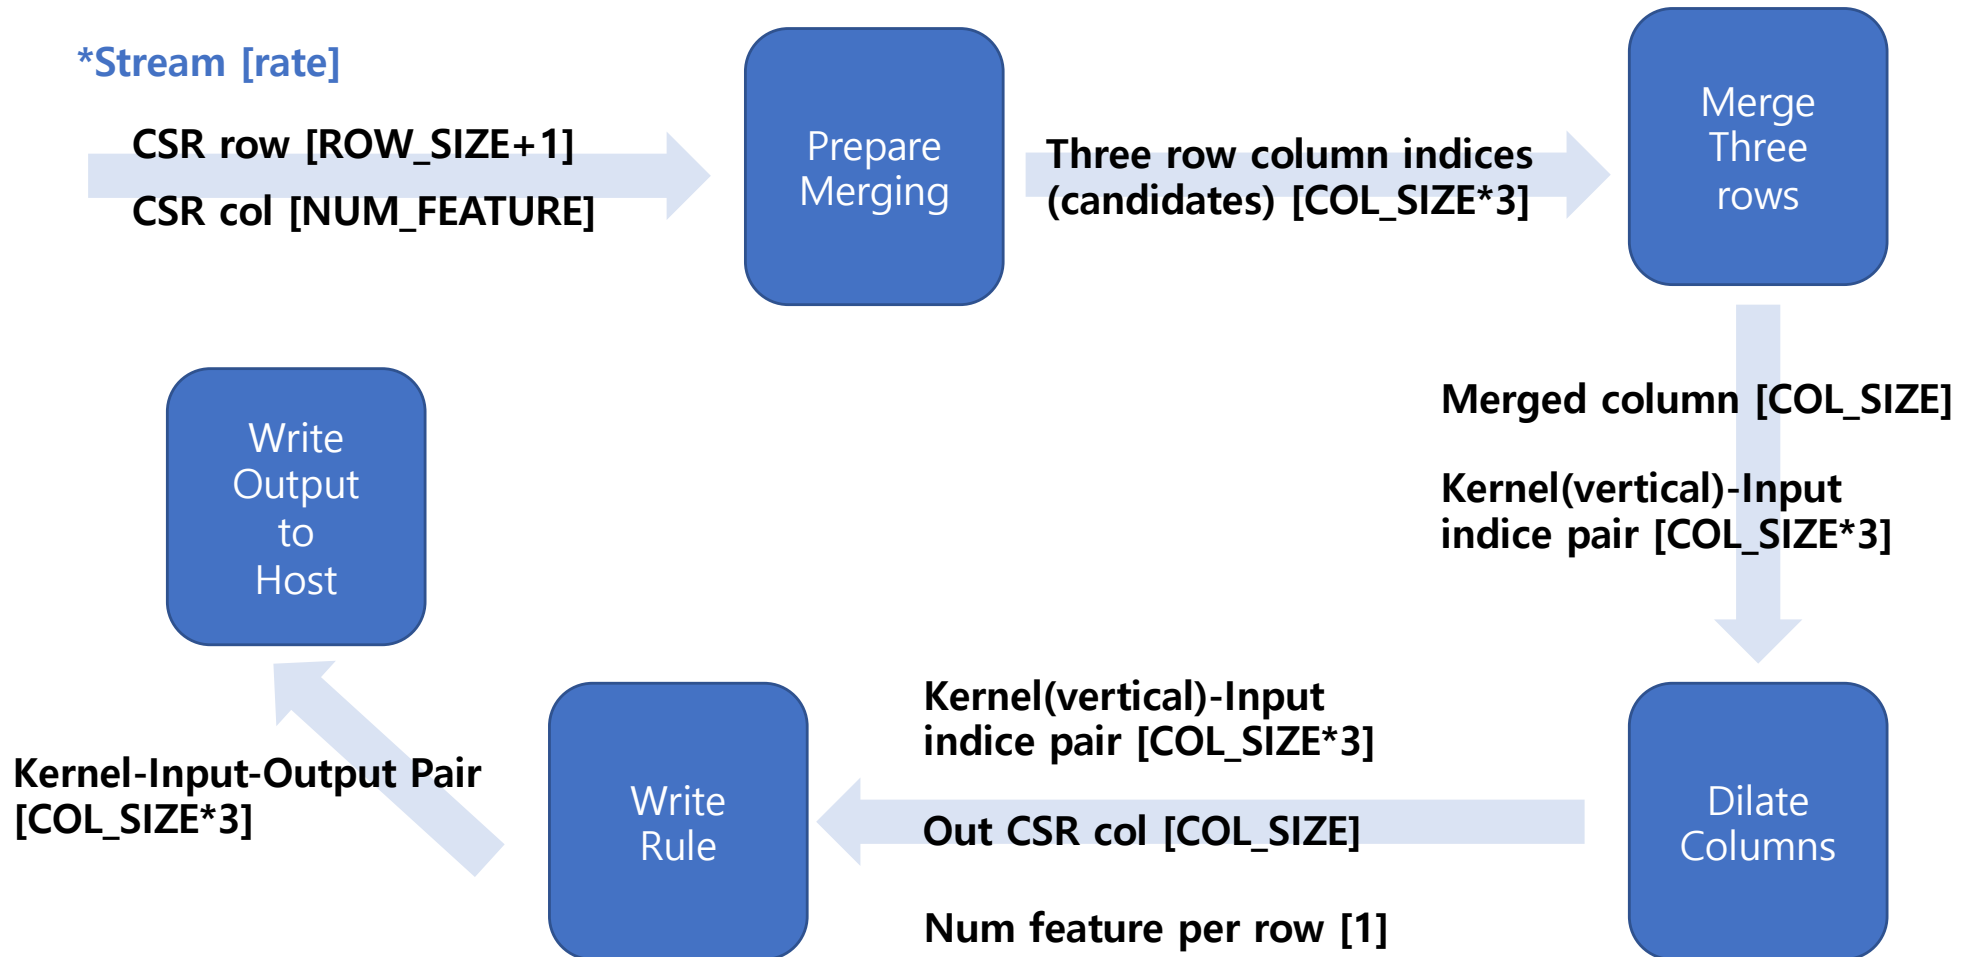 *Stream [rate]
CSR row [ROW_SIZE+1]
CSR col [NUM_FEATURE]
Prepare
Merging
Three row column indices
(candidates) [COL_SIZE*3]
Merge
Three
rows
Merged column [COL_SIZE]
Kernel(vertical)-Input
indice pair [COL_SIZE*3]
Dilate
Columns
Kernel(vertical)-Input
indice pair [COL_SIZE*3]
Out CSR col [COL_SIZE]
Num feature per row [1]
Write
Rule
Kernel-Input-Output Pair
[COL_SIZE*3]
Write
Output
to
Host